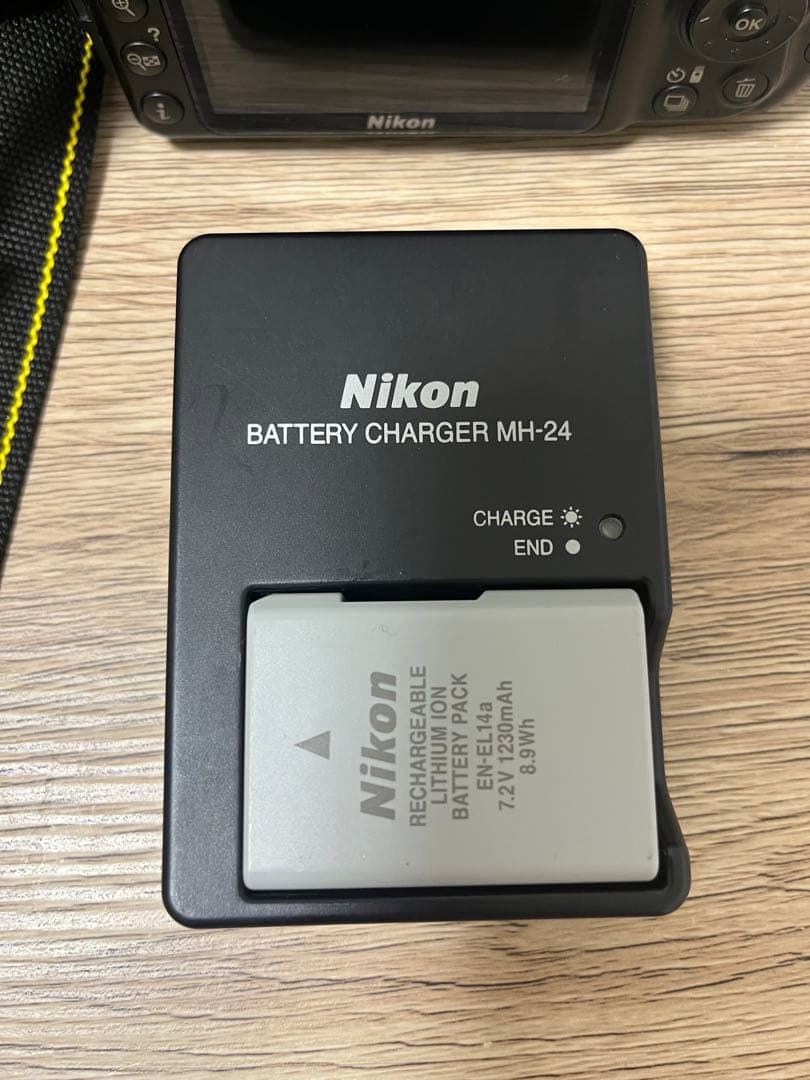 ?
i
OK
Nikon
Nikon
BATTERY CHARGER MH-24
CHARGE
END
Nikon
RECHARGEABLE
LITHIUM ION
BATTERY PACK
EN-EL14a
7.2V 1230mAh
8.9Wh